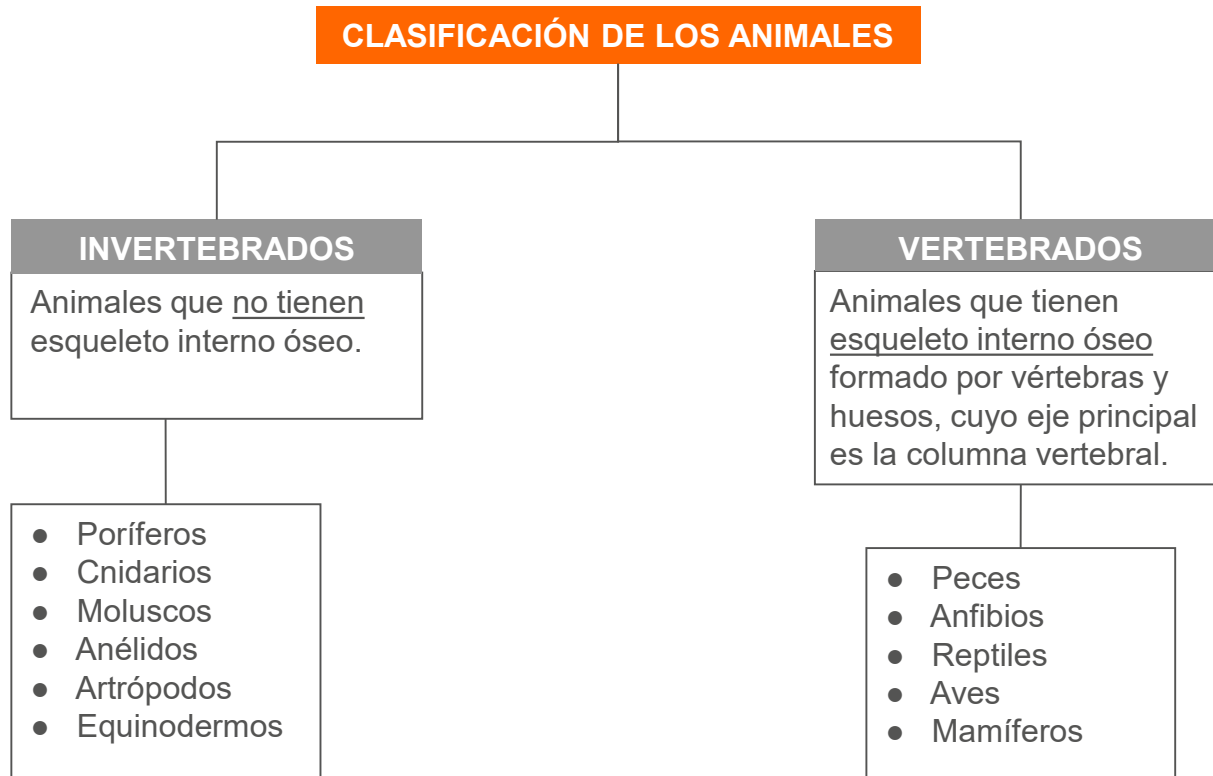 CLASIFICACIÓN DE LOS ANIMALES
INVERTEBRADOS
Animales que no tienen
esqueleto interno óseo.
● Poríferos
● Cnidarios
● Moluscos
● Anélidos
● Artrópodos
● Equinodermos
VERTEBRADOS
Animales que tienen
esqueleto interno óseo
formado por vértebras y
huesos, cuyo eje principal
es la columna vertebral.
● Peces
● Anfibios
● Reptiles
● Aves
● Mamíferos